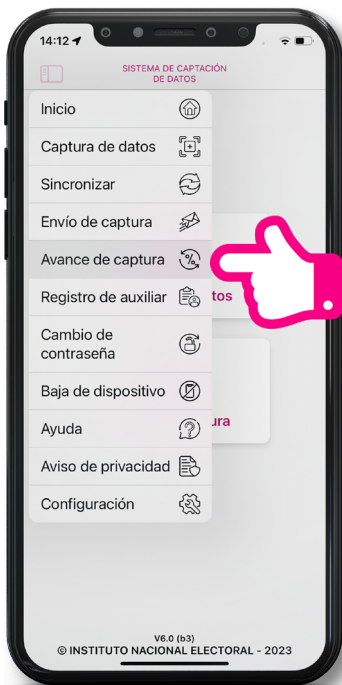 14:12
SISTEMA DE CAPTACIÓN
DE DATOS
Inicio
Captura de datos
Sincronizar
Envío de captura
Avance de captura
Registro de auxiliar
tos
Cambio de
contraseña
Baja de dispositivo
Ayuda
ura
Aviso de privacidad
Configuración
V6.0 (b3)
© INSTITUTO NACIONAL ELECTORAL - 2023